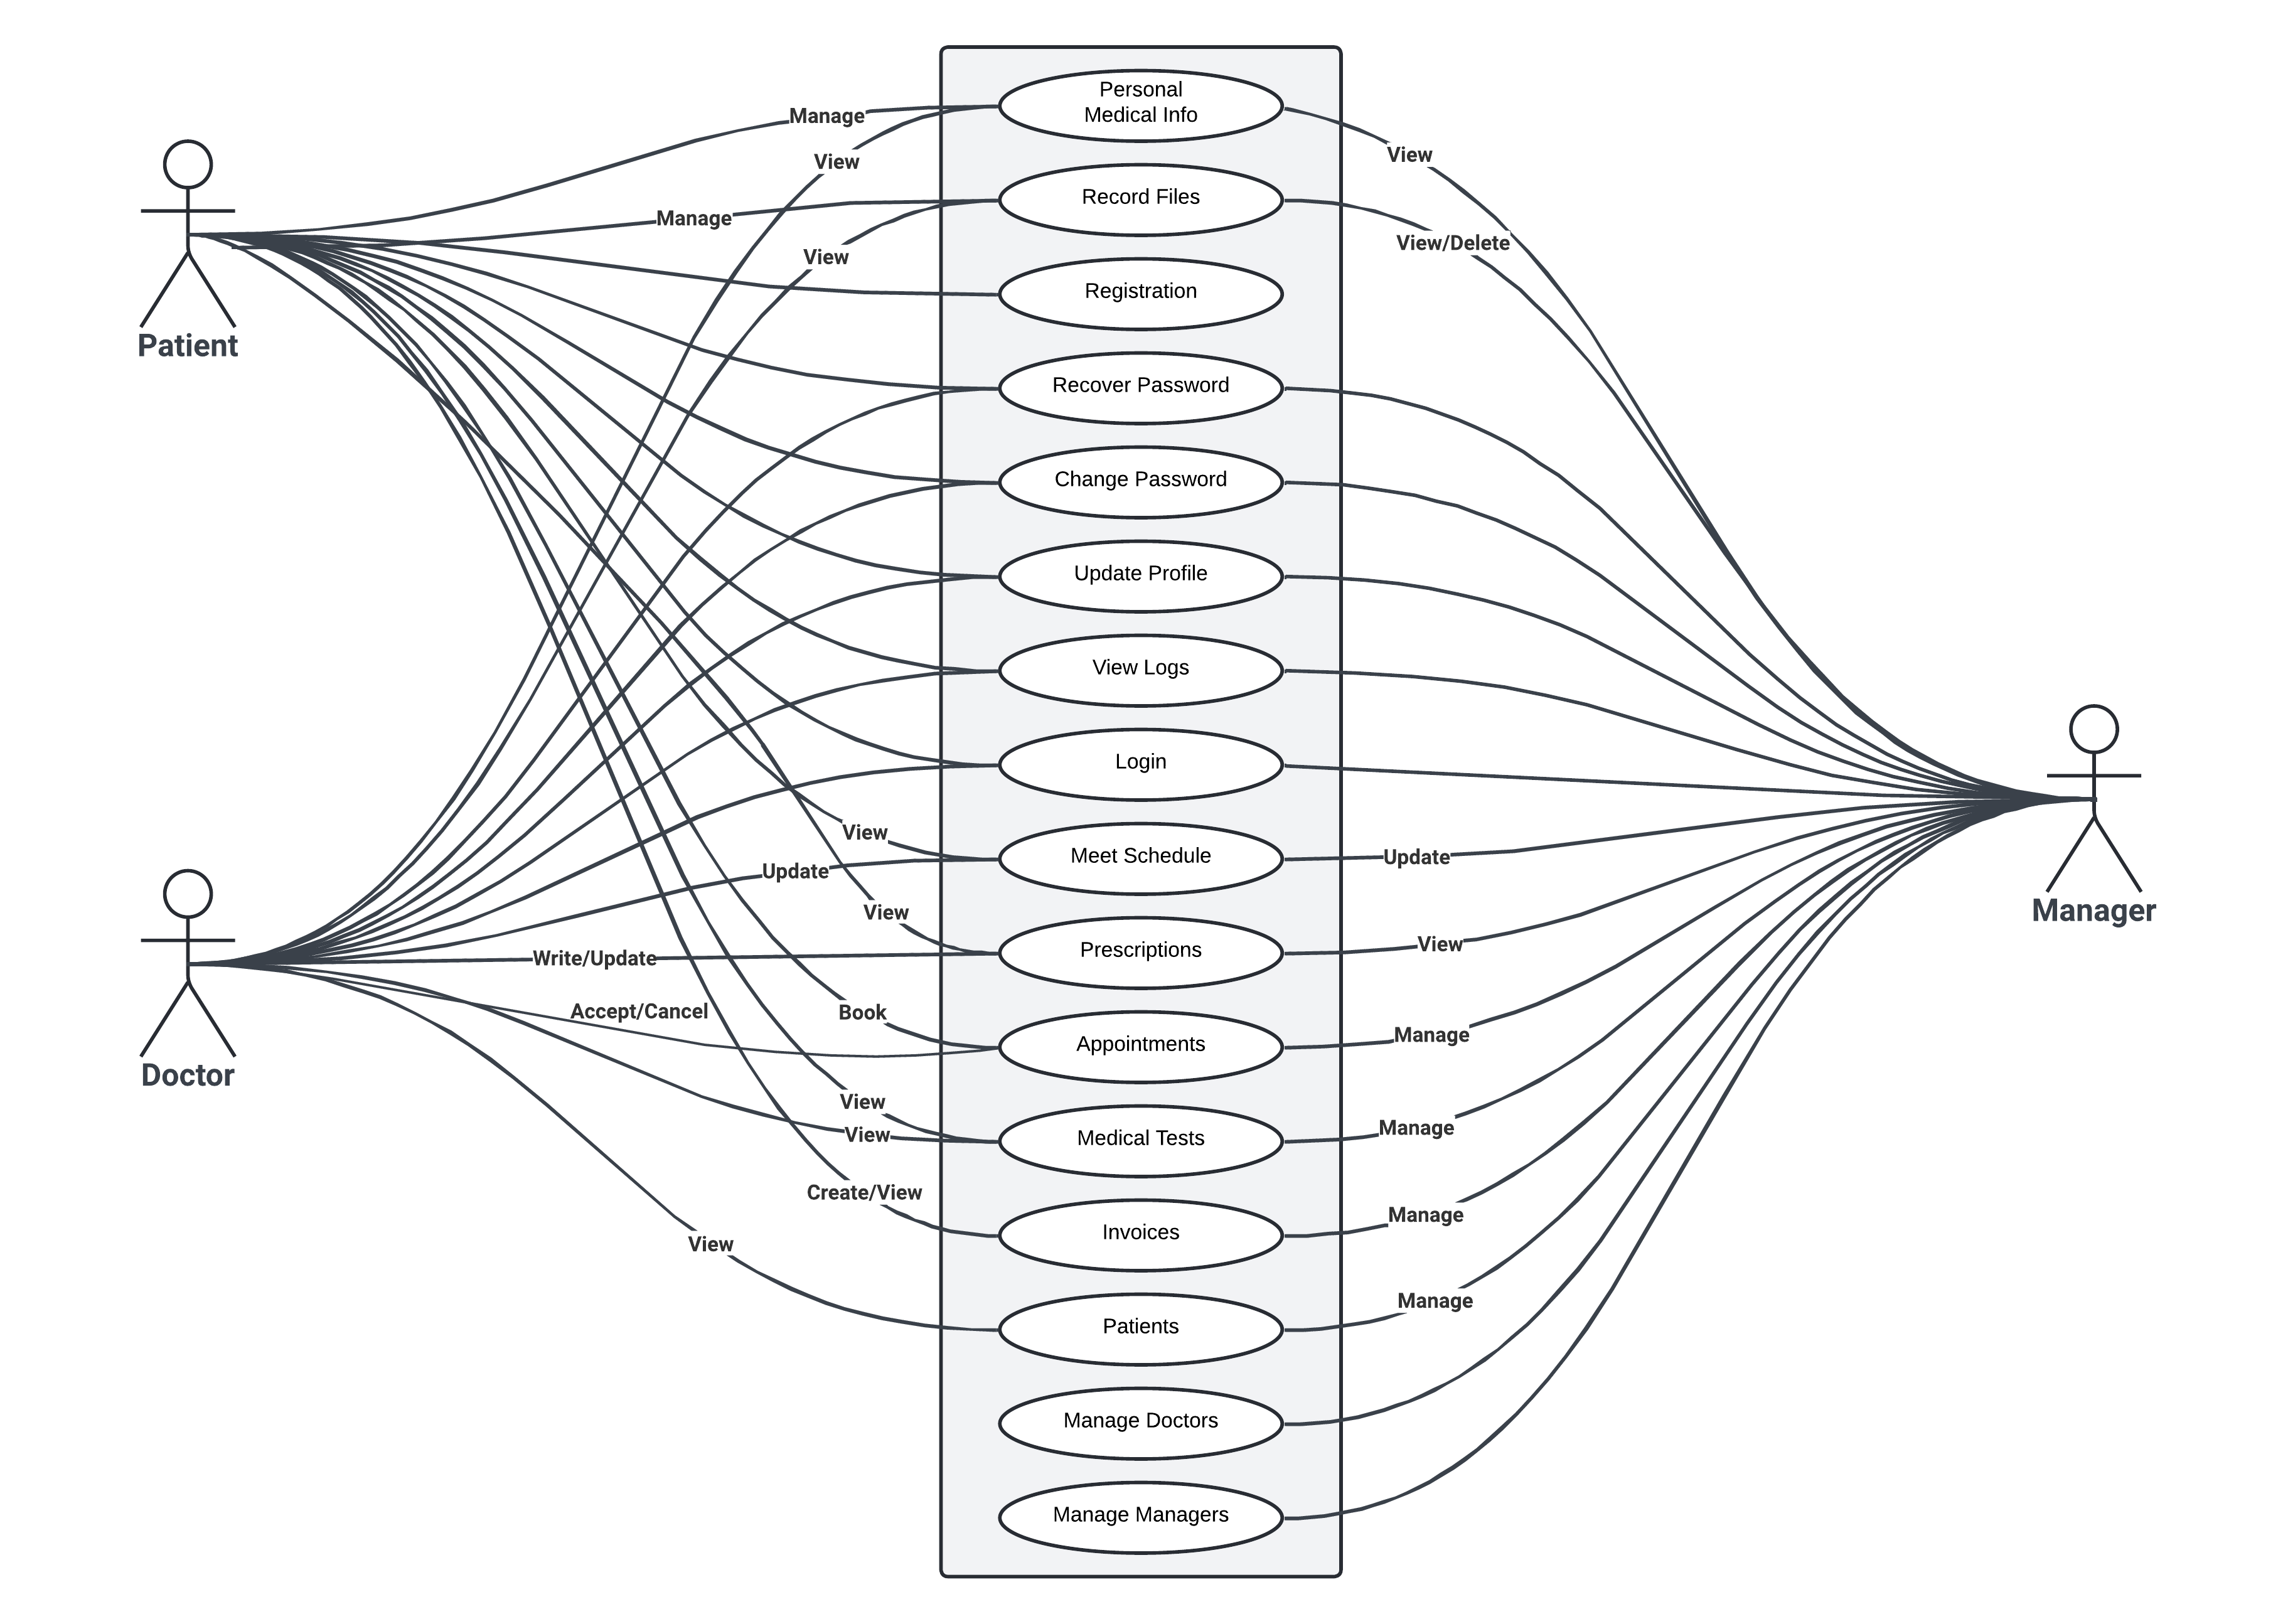 Personal
Medical Info
Manage
View
View
Record Files
Manage
View
View/Delete
Registration
Patient
Recover Password
Change Password
Update Profile
View Logs
Login
View
Meet Schedule
Update
Update
Manager
View
Prescriptions
View
Write/Update
Accept/Cancel
Book
Appointments
Manage
Doctor
View
View
Medical Tests
Manage
Create/View
Invoices
Manage
View
Patients
Manage
Manage Doctors
Manage Managers